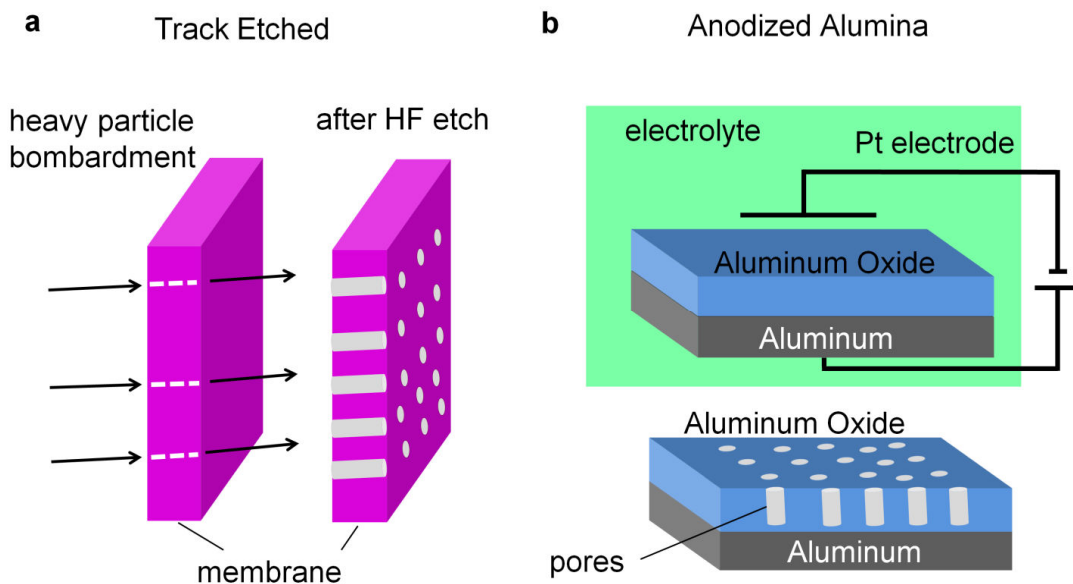 a
Track Etched
heavy particle
bombardment
after HF etch
membrane
b
Anodized Alumina
electrolyte
Pt electrode
Aluminum Oxide
Aluminum
Aluminum Oxide
pores
Aluminum